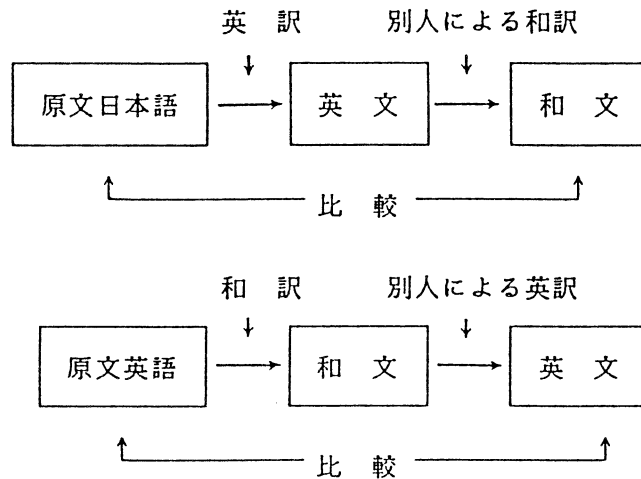 英 訳 別人による和訳
原文日本語 英 文 和 文
比 較
和 訳 別人による英訳
原文英語 和 文 英 文
比 較